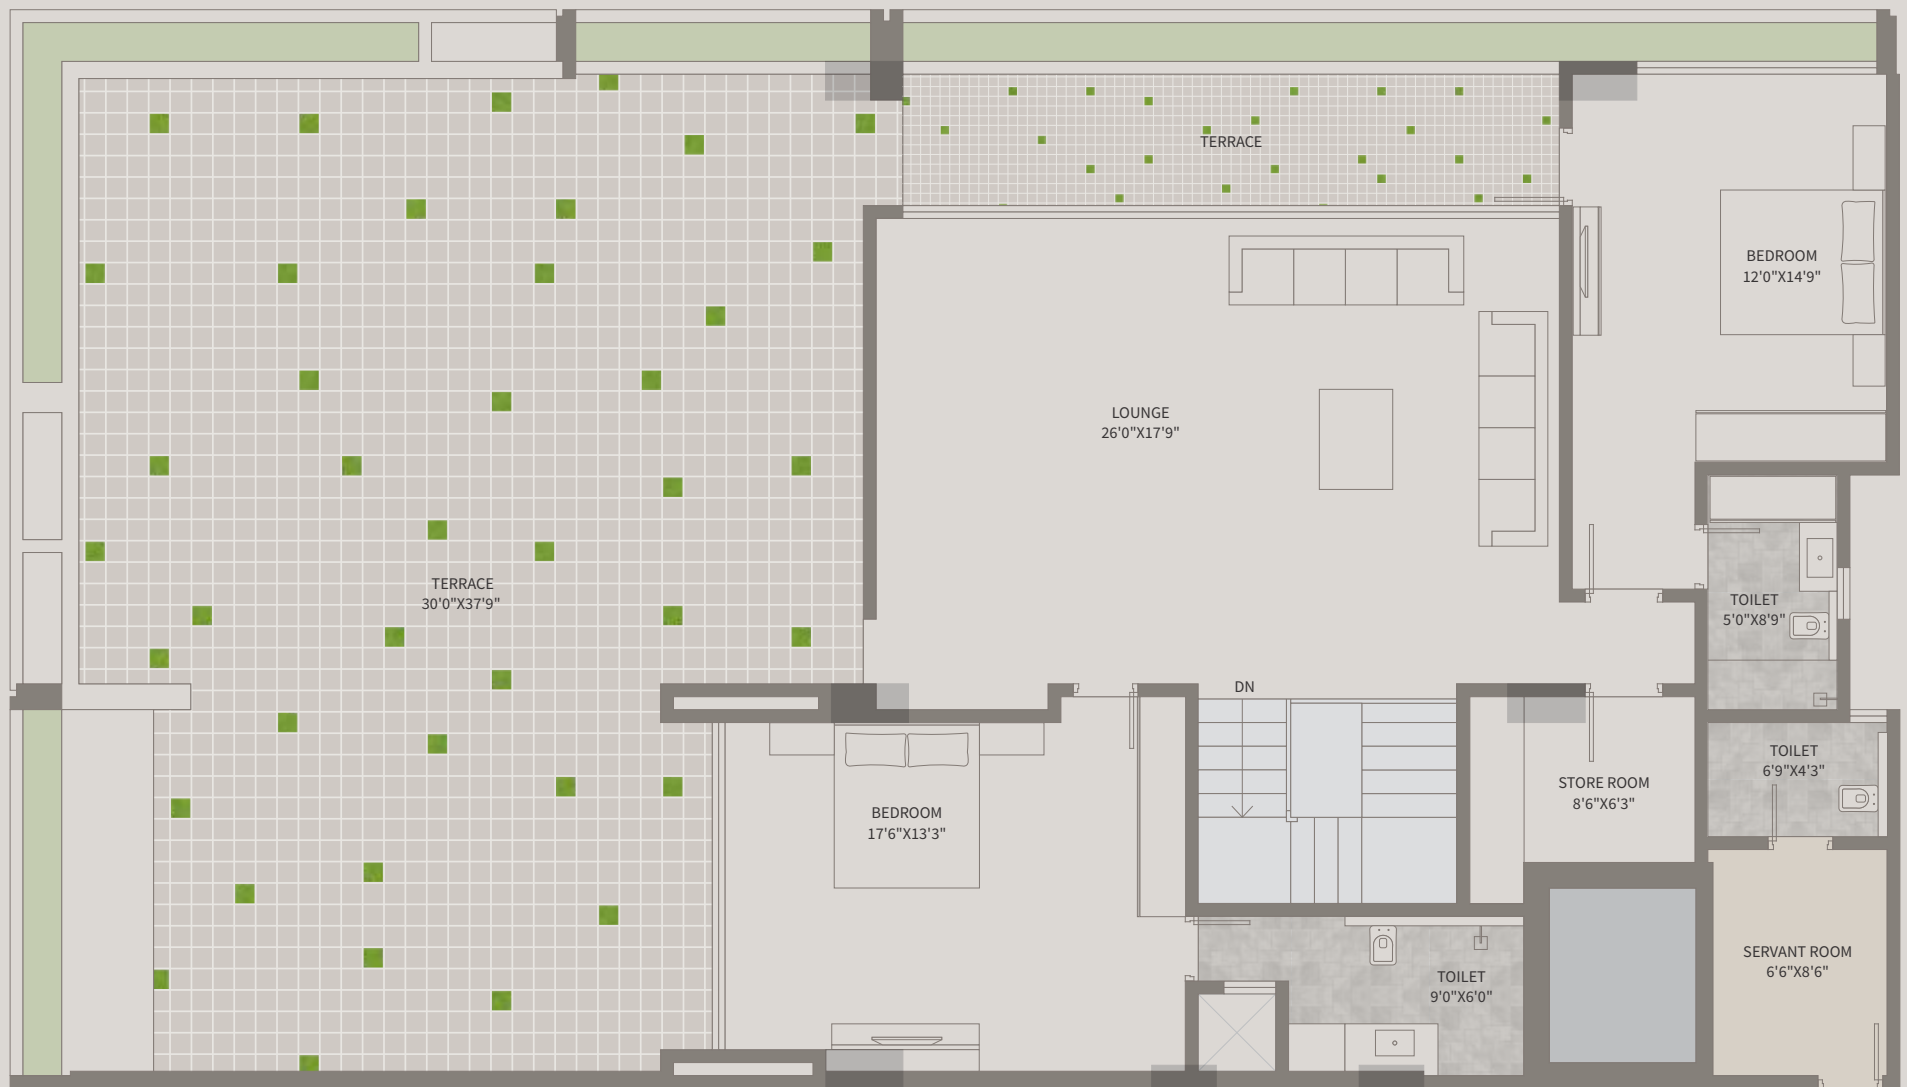 TERRACE
BEDROOM
12'0"X14'9"
LOUNGE
26'0"X17'9"
TERRACE
30'0"X37'9"
TOILET
5'0"X8'9"
DN
TOILET
6'9"X4'3"
STORE ROOM
8'6"X6'3"
BEDROOM
17'6"X13'3"
SERVANT ROOM
6'6"X8'6"
TOILET
9'0"X6'0"